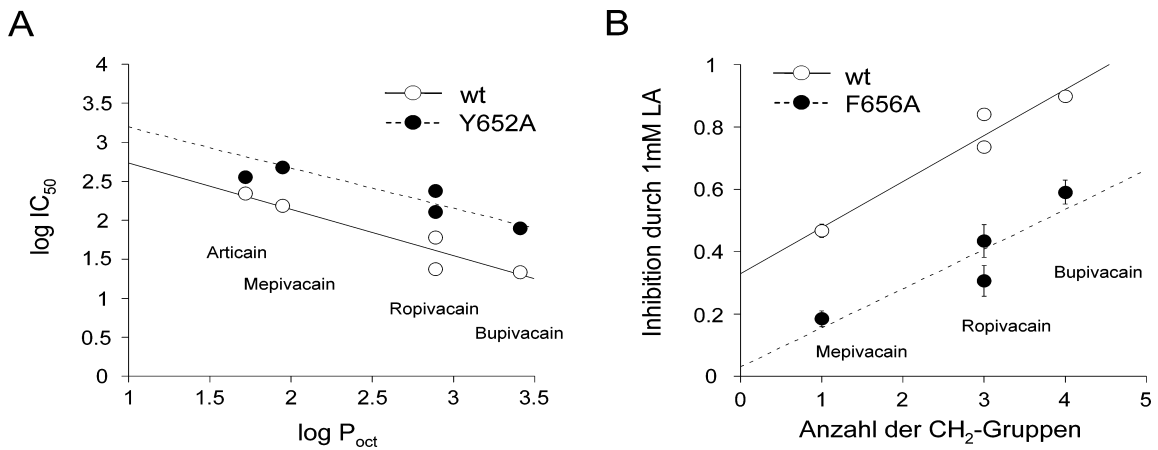 A
4
3.5
3
2.5
2
1.5
1
0.5
0
log IC50
wt
Y652A
Articain
Mepivacain
Ropivacain
Bupivacain
1
1.5
2
2.5
3
3.5
log Poct
B
1
0.8
0.6
0.4
0.2
0
Inhibition durch 1mM LA
wt
F656A
Bupivacain
Ropivacain
Mepivacain
0
1
2
3
4
5
Anzahl der CH2-Gruppen